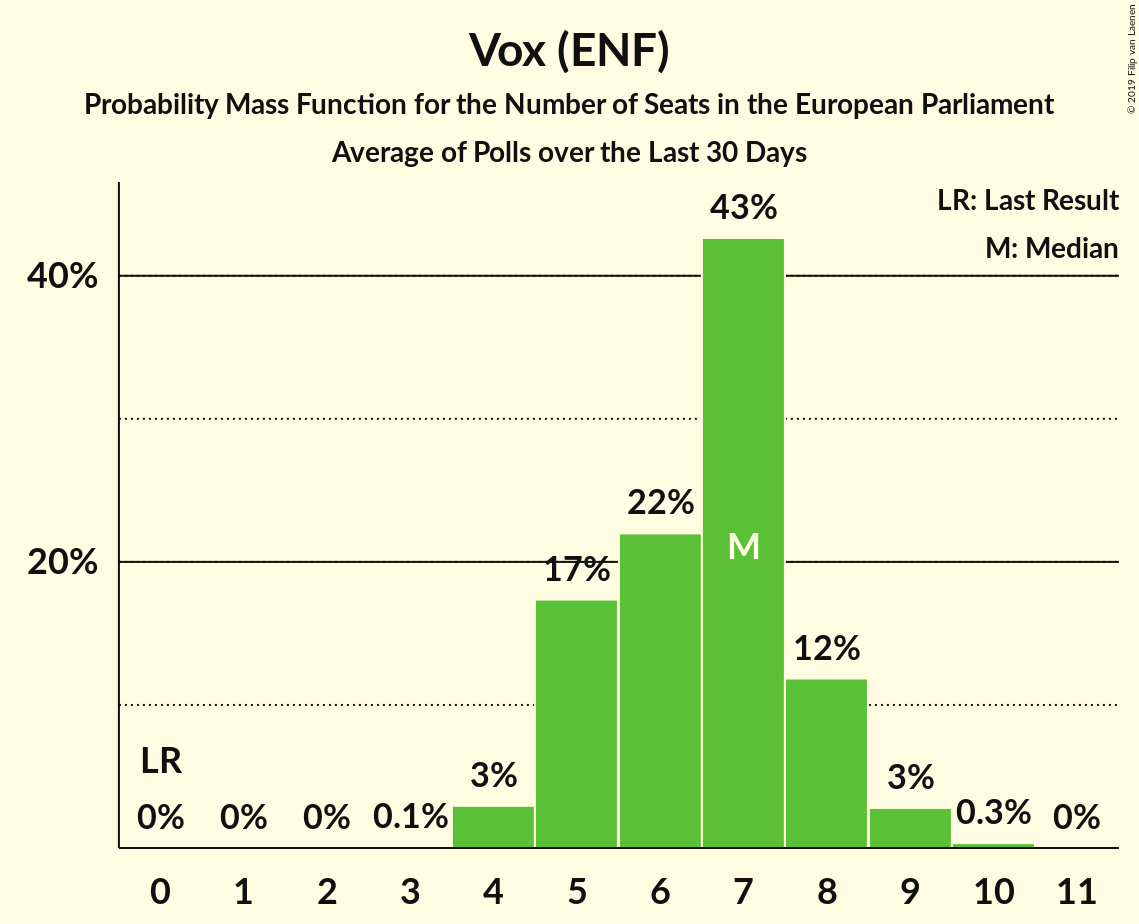 Vox (ENF)
Probability Mass Function for the Number of Seats in the European Parliament
Average of Polls over the Last 30 Days
© 2019 Filip van Laenen
LR: Last Result
M: Median
43%
40%
22%
M
20%
17%
12%
LR
3%
3%
0%
0%
0%
0.1%
0.3%
0%
0 1 2 3 4 5 6 7 8 9 10 11